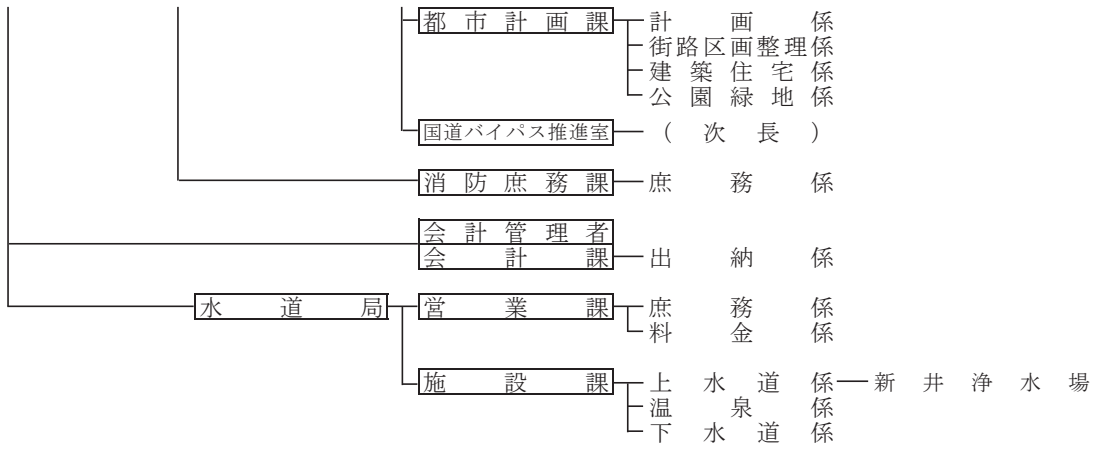 都市計画課 計画係
街路区画整理係
建築住宅係
公園緑地係
国道バイパス推進室 (次長)
消防庶務課 庶務係
会計管理者
会計課 出納係
水道局 営業課 庶務係
料金係
施設課 上水道係 新井浄水場
温泉係
下水道係